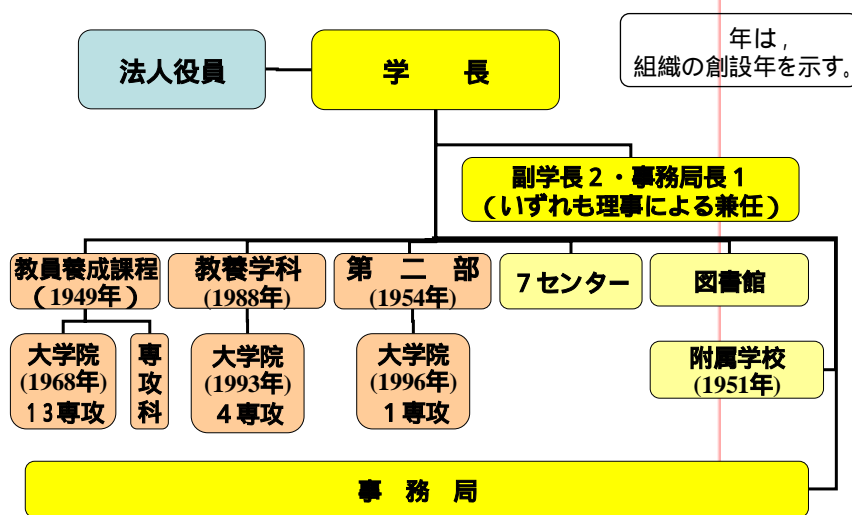 法人役員
学　長
年は，
組織の創設年を示す。
副学長２・事務局長１
（いずれも理事による兼任）
教員養成課程
（1949年）
教養学科
(1988年)
第　二　部
(1954年)
７センター
図書館
大学院
(1968年)
１３専攻
専攻科
大学院
(1993年)
４専攻
大学院
(1996年)
１専攻
附属学校
(1951年)
事　務　局